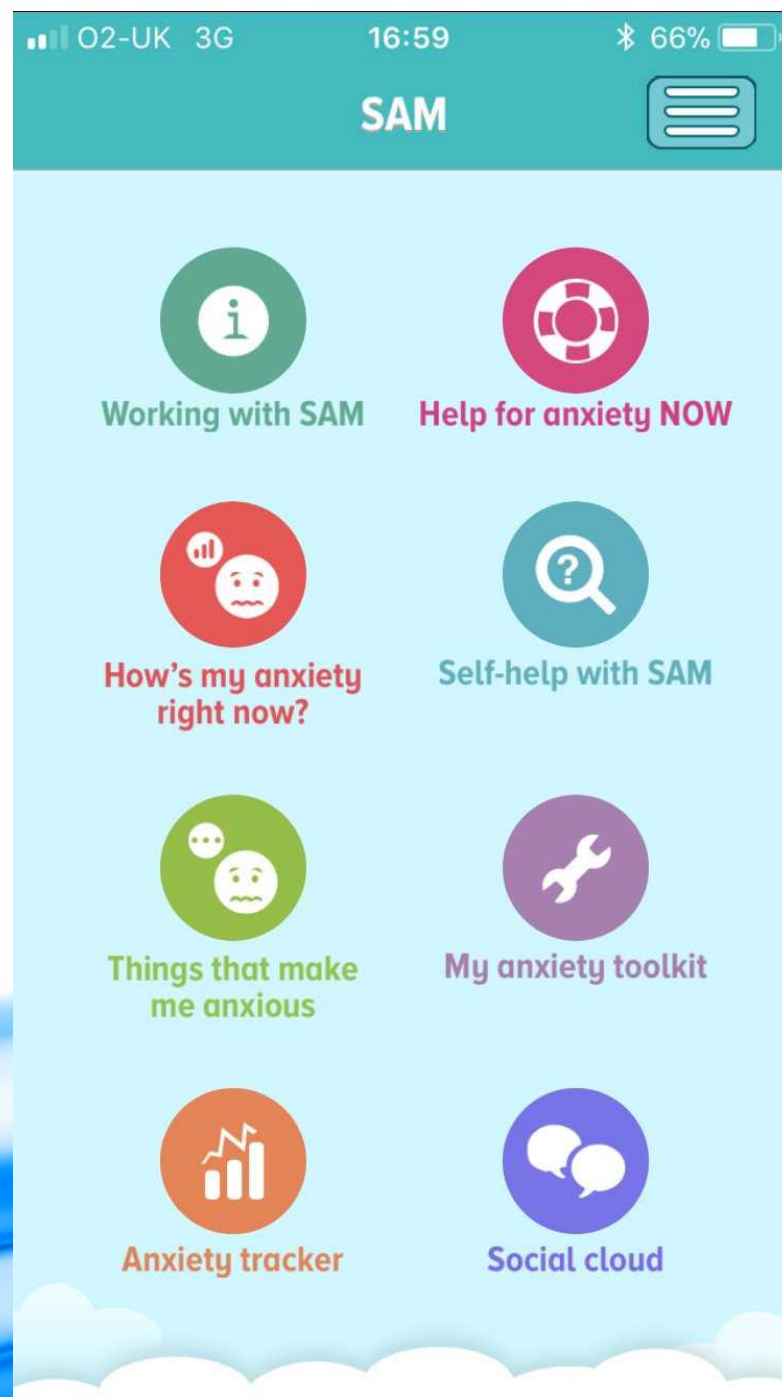 O2-UK 3G 16:59 66%
SAM
i
Working with SAM
Help for anxiety NOW
How's my anxiety
right now?
?
Self-help with SAM
Things that make
me anxious
My anxiety toolkit
Anxiety tracker
Social cloud